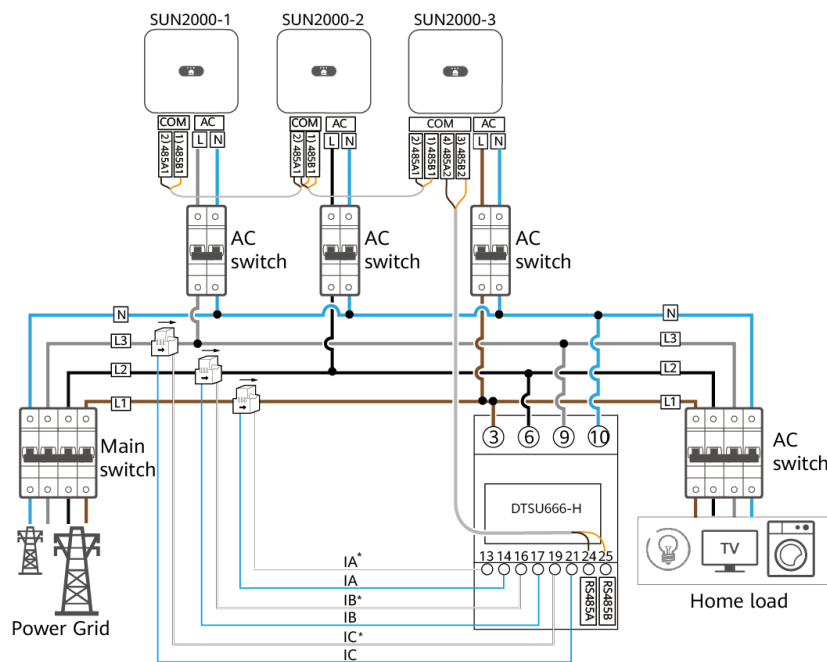 SUN2000-1
SUN2000-2
SUN2000-3
COM
AC
COM
AC
COM
AC
2) 485A1
1) 485B1
L
N
2) 485A1
1) 485B1
L
N
2) 485A1
1) 485B1
4) 485A2
3) 485B2
L
N
AC
switch
AC
switch
AC
switch
N
N
L3
L3
L2
L2
L1
L1
Main
switch
3
6
9
10
AC
switch
DTSU666-H
TV
13 14 16 17 19 21 24 25
IA*
IA
IB*
IB
IC*
IC
RS485A
RS485B
Home load
Power Grid